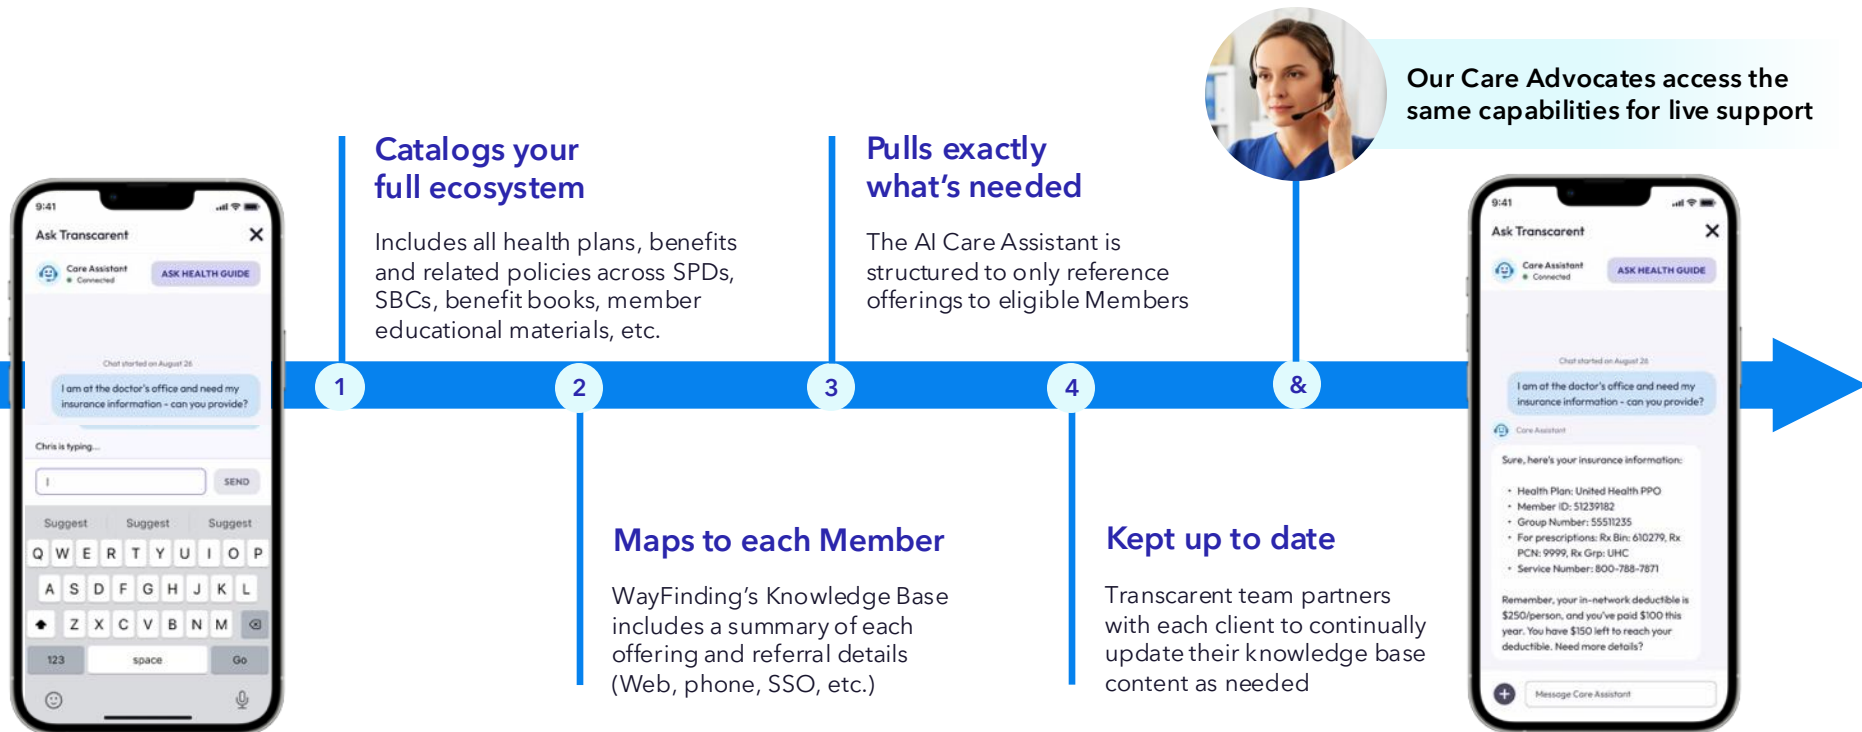 Our Care Advocates access the
same capabilities for live support
Catalogs your
full ecosystem
Includes all health plans, benefits
and related policies across SPDs,
SBCs, benefit books, member
educational materials, etc.
Pulls exactly
what's needed
The AI Care Assistant is
structured to only reference
offerings to eligible Members
1
2
3
4
&
Maps to each Member
WayFinding's Knowledge Base
includes a summary of each
offering and referral details
(Web, phone, SSO, etc.)
Kept up to date
Transcarent team partners
with each client to continually
update their knowledge base
content as needed
9:41
Ask Transcarent
Care Assistant
Connected
ASK HEALTH GUIDE
Chat started on August 26
I am at the doctor's office and need my
insurance information - can you provide?
Chris is typing...
I
SEND
Suggest Suggest Suggest
Q W E R T Y U I O P
A S D F G H J K L
Z X C V B N M
123 space Go
9:41
Ask Transcarent
Care Assistant
Connected
ASK HEALTH GUIDE
Chat started on August 26
I am at the doctor's office and need my
insurance information - can you provide?
Care Assistant
Sure, here's your insurance information:
• Health Plan: United Health PPO
• Member ID: 51239182
• Group Number: 55511235
• For prescriptions: Rx Bin: 610279, Rx
PCN: 9999, Rx Grp: UHC
• Service Number: 800-788-7871
Remember, your in-network deductible is
$250/person, and you've paid $100 this
year. You have $150 left to reach your
deductible. Need more details?
Message Care Assistant